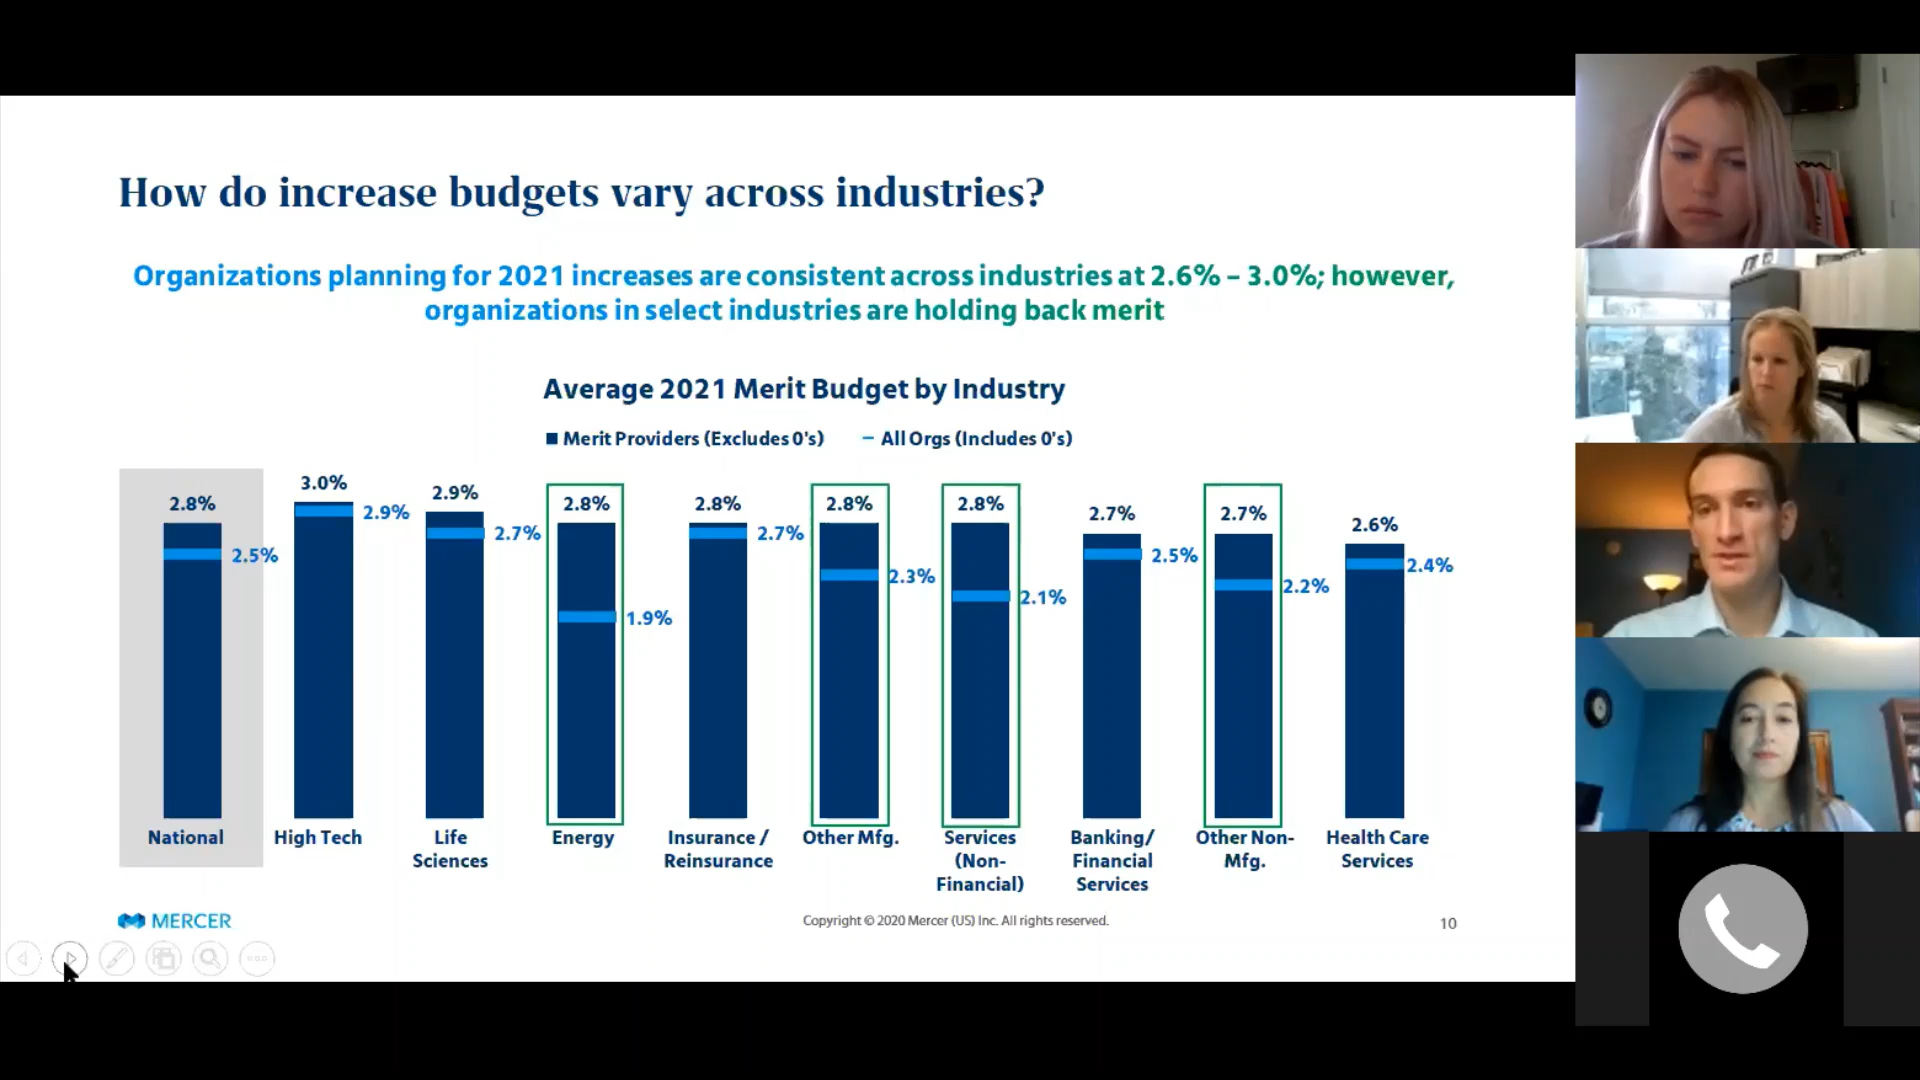 How do increase budgets vary across industries?
Organizations planning for 2021 increases are consistent across industries at 2.6% – 3.0%; however,
organizations in select industries are holding back merit
Average 2021 Merit Budget by Industry
Merit Providers (Excludes 0's)
All Orgs (Includes 0's)
2.8%
2.5%
National
3.0%
2.9%
High Tech
2.9%
2.7%
Life
Sciences
2.8%
1.9%
Energy
2.8%
2.7%
Insurance /
Reinsurance
2.8%
2.3%
Other Mfg.
2.8%
2.1%
Services
(Non-
Financial)
2.7%
2.5%
Banking/
Financial
Services
2.7%
2.2%
Other Non-
Mfg.
2.6%
2.4%
Health Care
Services
MERCER
Copyright © 2020 Mercer (US) Inc. All rights reserved.
10